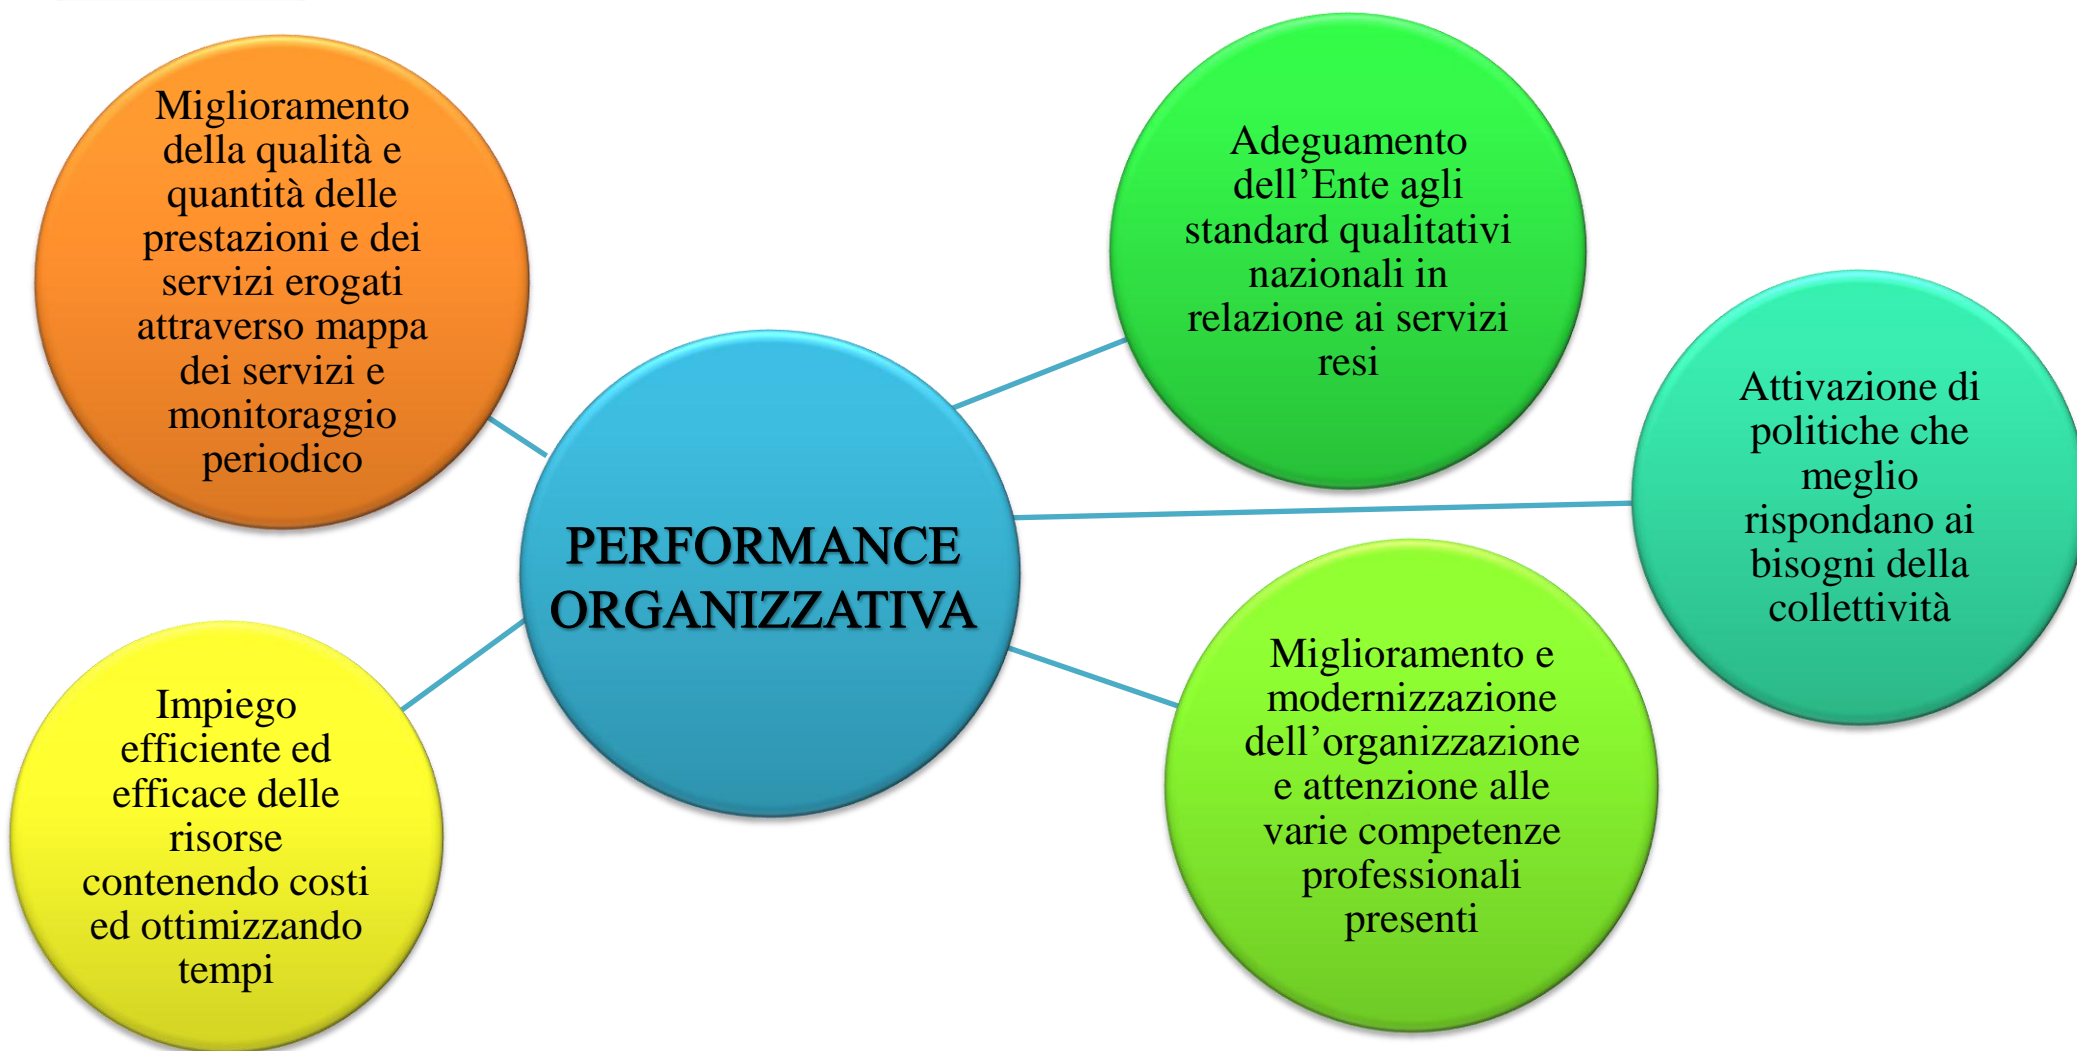 Miglioramento
della qualità e
quantità delle
prestazioni e dei
servizi erogati
attraverso mappa
dei servizi e
monitoraggio
periodico
Adeguamento
dell’Ente agli
standard qualitativi
nazionali in
relazione ai servizi
resi
Attivazione di
politiche che
meglio
rispondano ai
bisogni della
collettività
PERFORMANCE
ORGANIZZATIVA
Miglioramento e
modernizzazione
dell’organizzazione
e attenzione alle
varie competenze
professionali
presenti
Impiego
efficiente ed
efficace delle
risorse
contenendo costi
ed ottimizzando
tempi